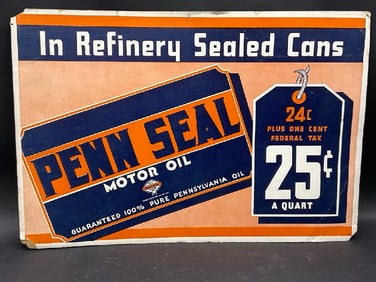 In Refinery Sealed Cans
PENN SEAL
MOTOR OIL
GUARANTEED 100% PURE PENNSYLVANIA OIL
24¢
PLUS ONE CENT
FEDERAL TAX
25¢
A QUART